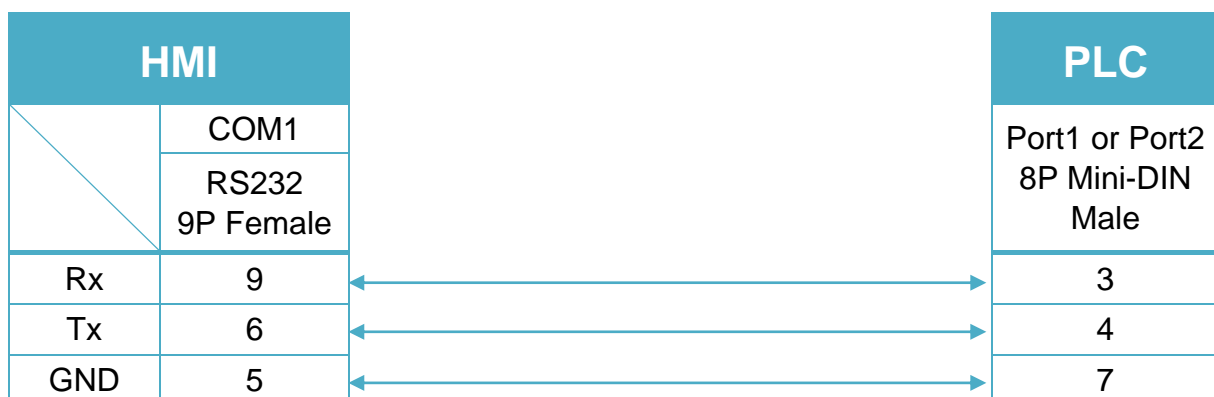 HMI PLC
COM1
RS232
9P Female
Port1 or Port2
8P Mini-DIN
Male
Rx 9 3
Tx 6 4
GND 5 7